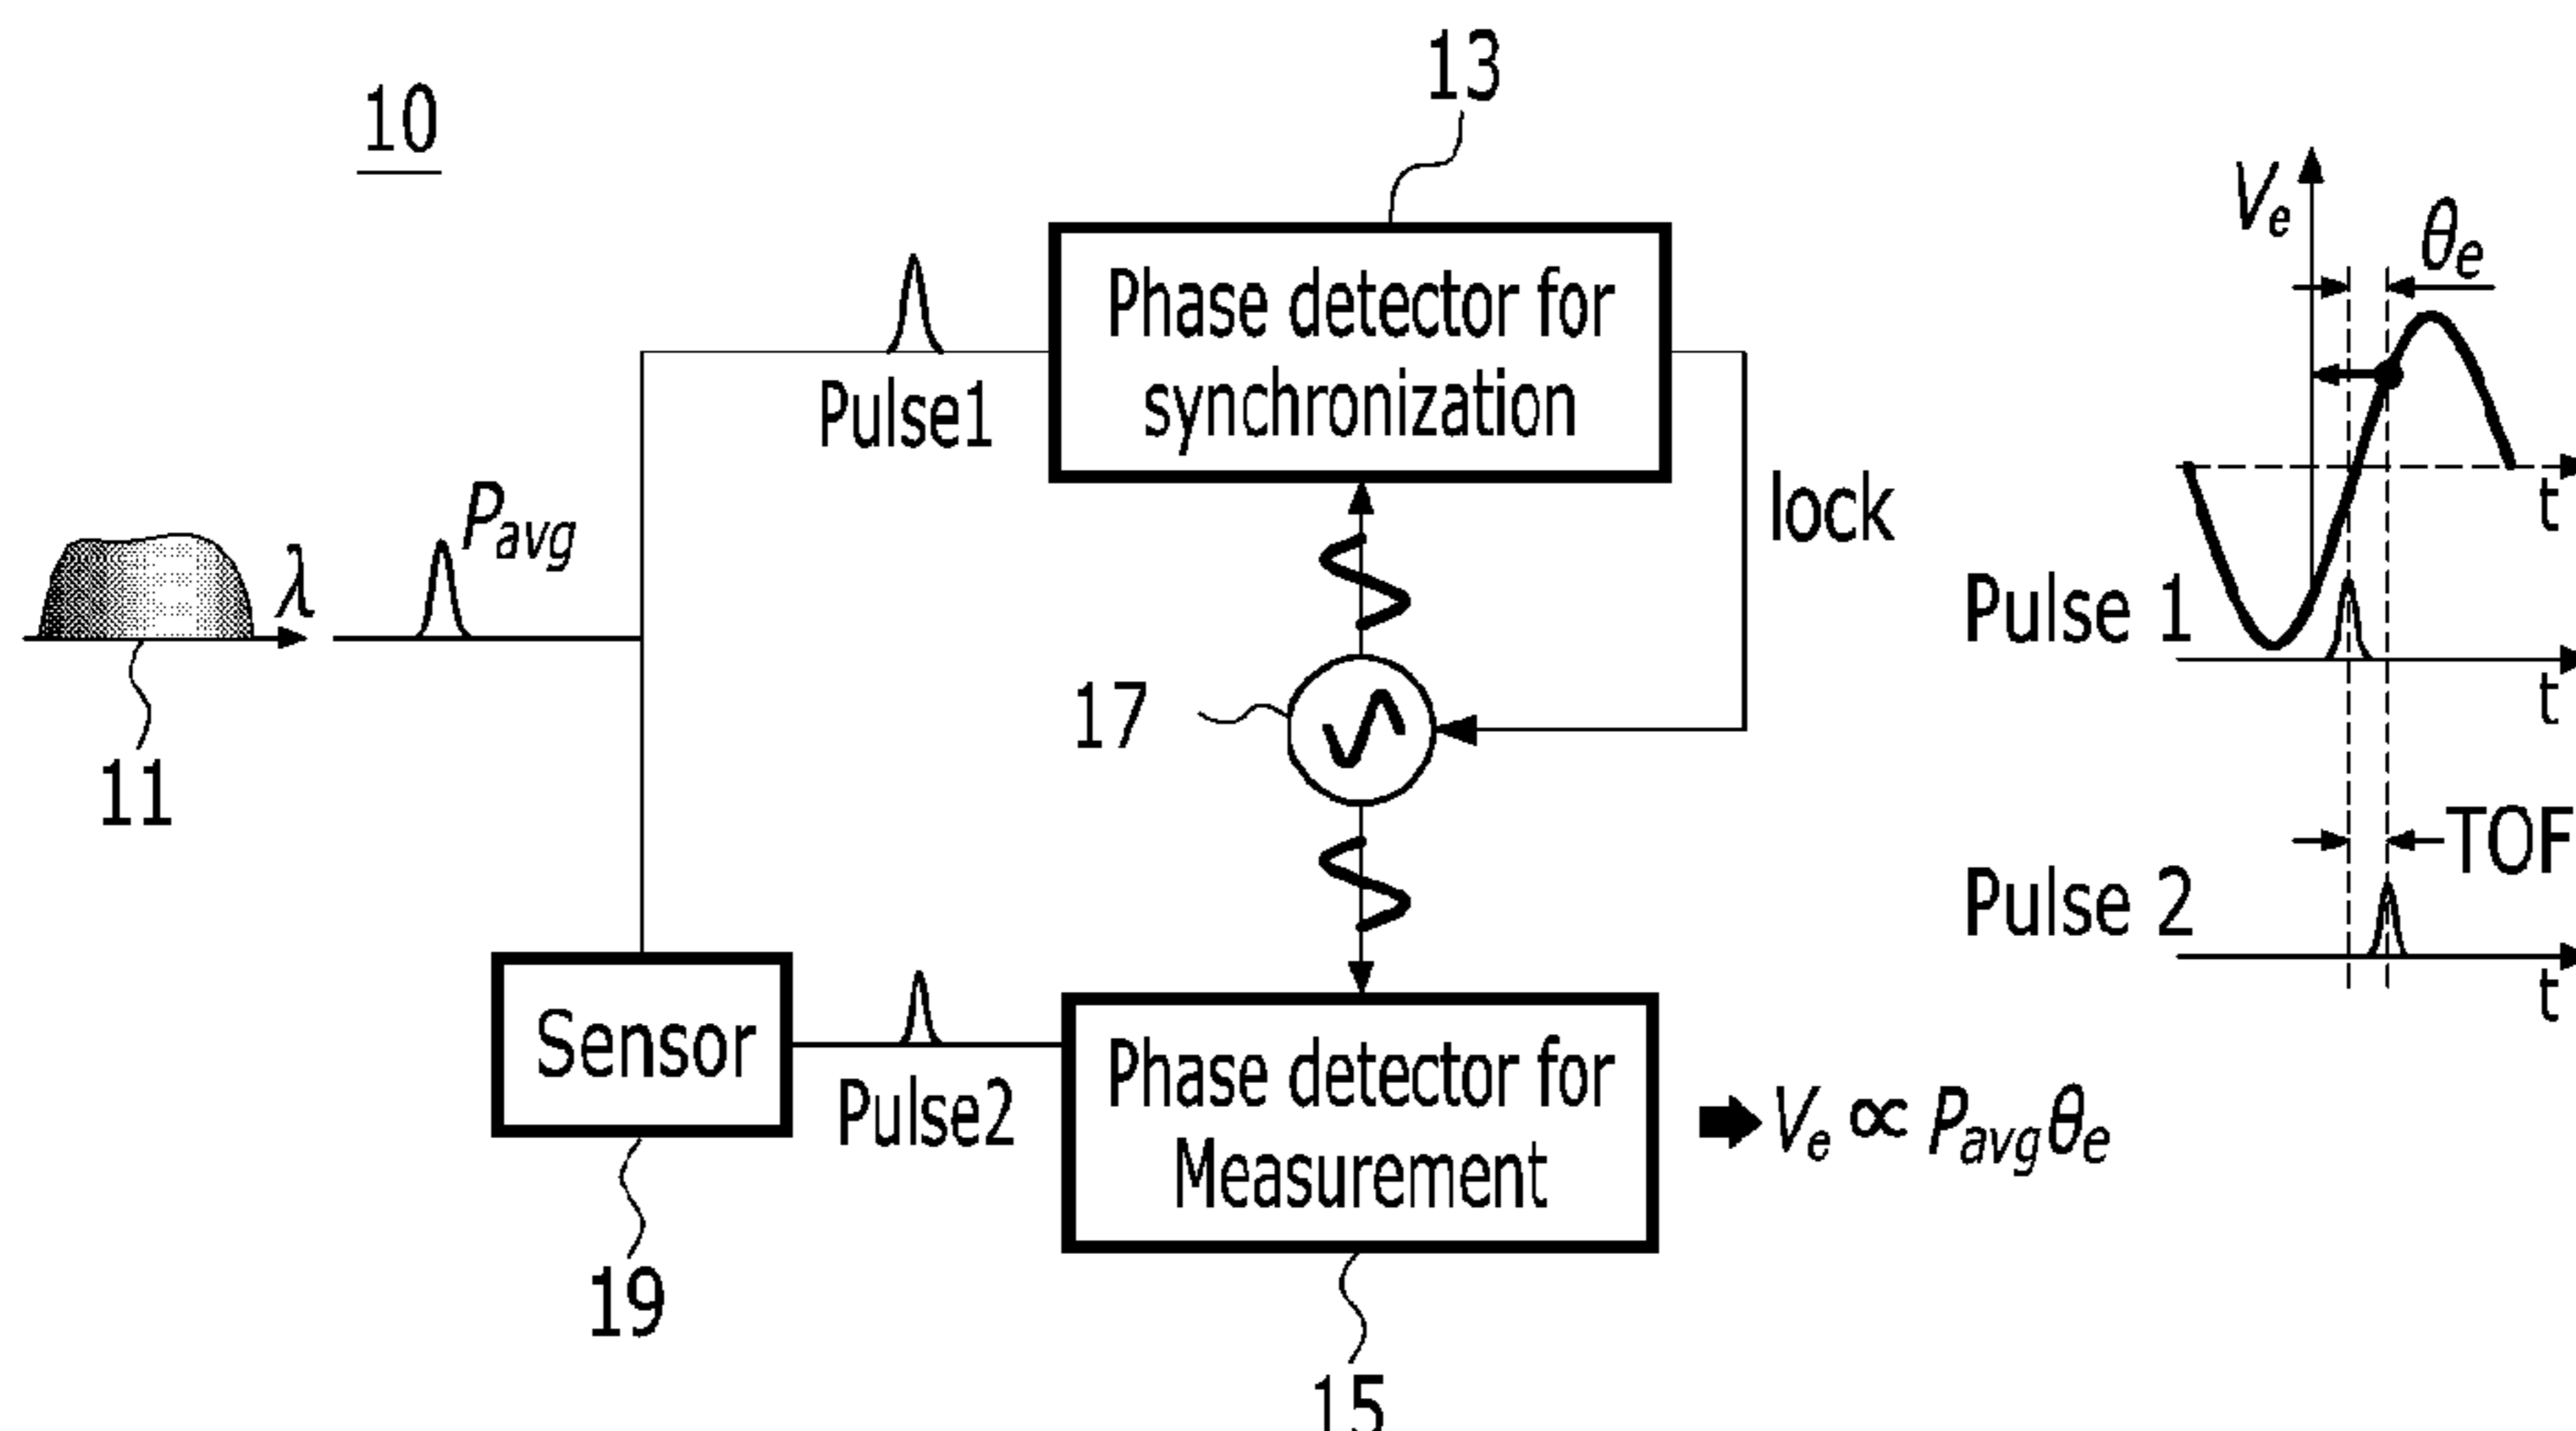 10
13
Pulse1
Phase detector for
synchronization
lock
Pavg
λ
11
17
Sensor
19
Pulse2
Phase detector for
Measurement
15
Ve ∝ Pavgθe
Ve
θe
t
Pulse 1
t
TOF
Pulse 2
t